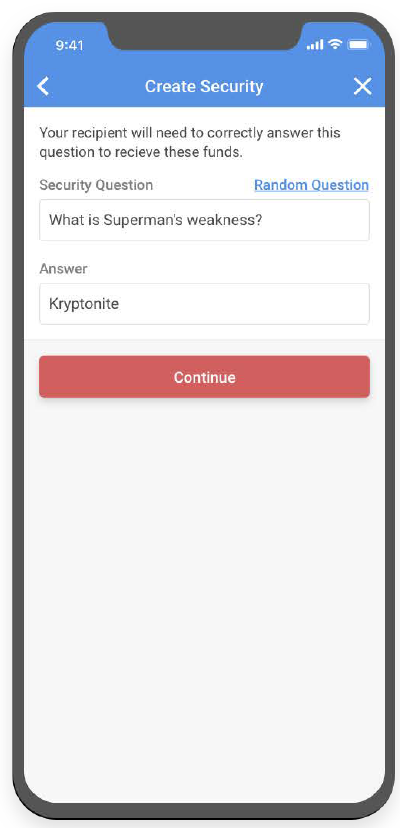 9:41
Create Security
Your recipient will need to correctly answer this
question to recieve these funds.
Security Question Random Question
What is Superman's weakness?
Answer
Kryptonite
Continue